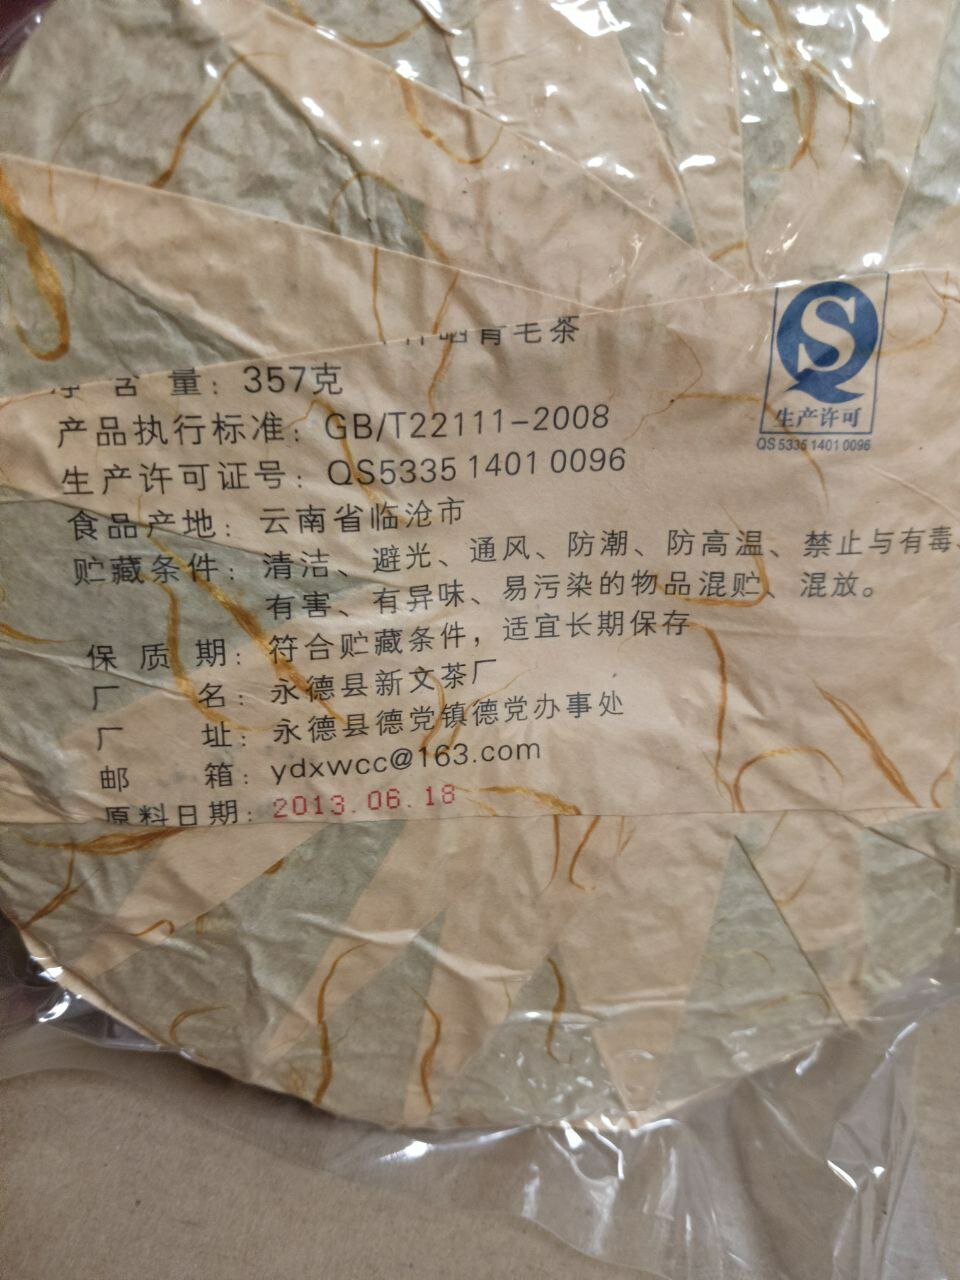 青毛茶
净含量：357克
产品执行标准：GB/T22111-2008
生产许可证号：QS5335 1401 0096
食品产地：云南省临沧市
贮藏条件：清洁、避光、通风、防潮、防高温、禁止与有毒、
有害、有异味、易污染的物品混贮、混放。
保质期：符合贮藏条件，适宜长期保存
厂名：永德县新文茶厂
厂址：永德县德党镇德党办事处
邮箱：ydxwcc@163.com
原料日期：2013.06.18
QS
生产许可
QS5335 1401 0096